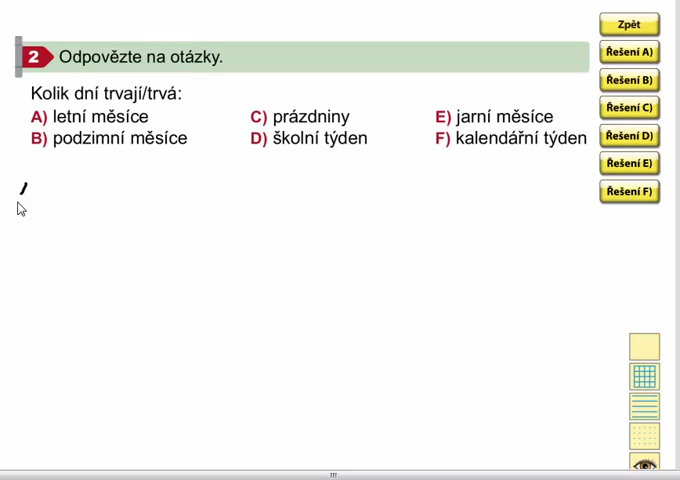 Zpět
2 Odpovězte na otázky.
Řešení A)
Řešení B)
Kolik dní trvají/trvá:
A) letní měsíce C) prázdniny E) jarní měsíce
Řešení C)
B) podzimní měsíce D) školní týden F) kalendářní týden
Řešení D)
Řešení E)
Řešení F)